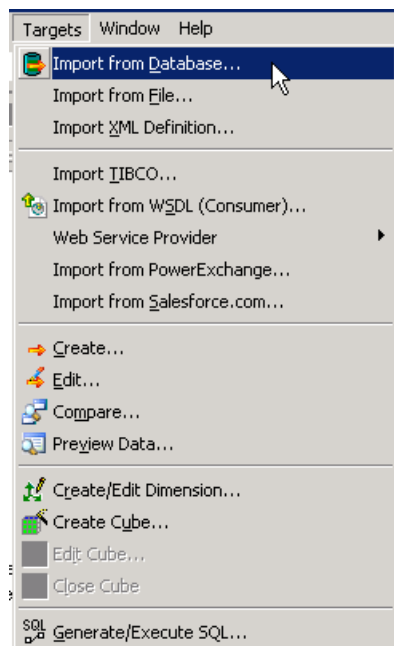 Targets Window Help
Import from Database...
Import from File...
Import XML Definition...
Import TIBCO...
Import from WSDL (Consumer)...
Web Service Provider
Import from PowerExchange...
Import from Salesforce.com...
Create...
Edit...
Compare...
Preview Data...
Create/Edit Dimension...
Create Cube...
Edit Cube...
Close Cube
SQL Generate/Execute SQL...